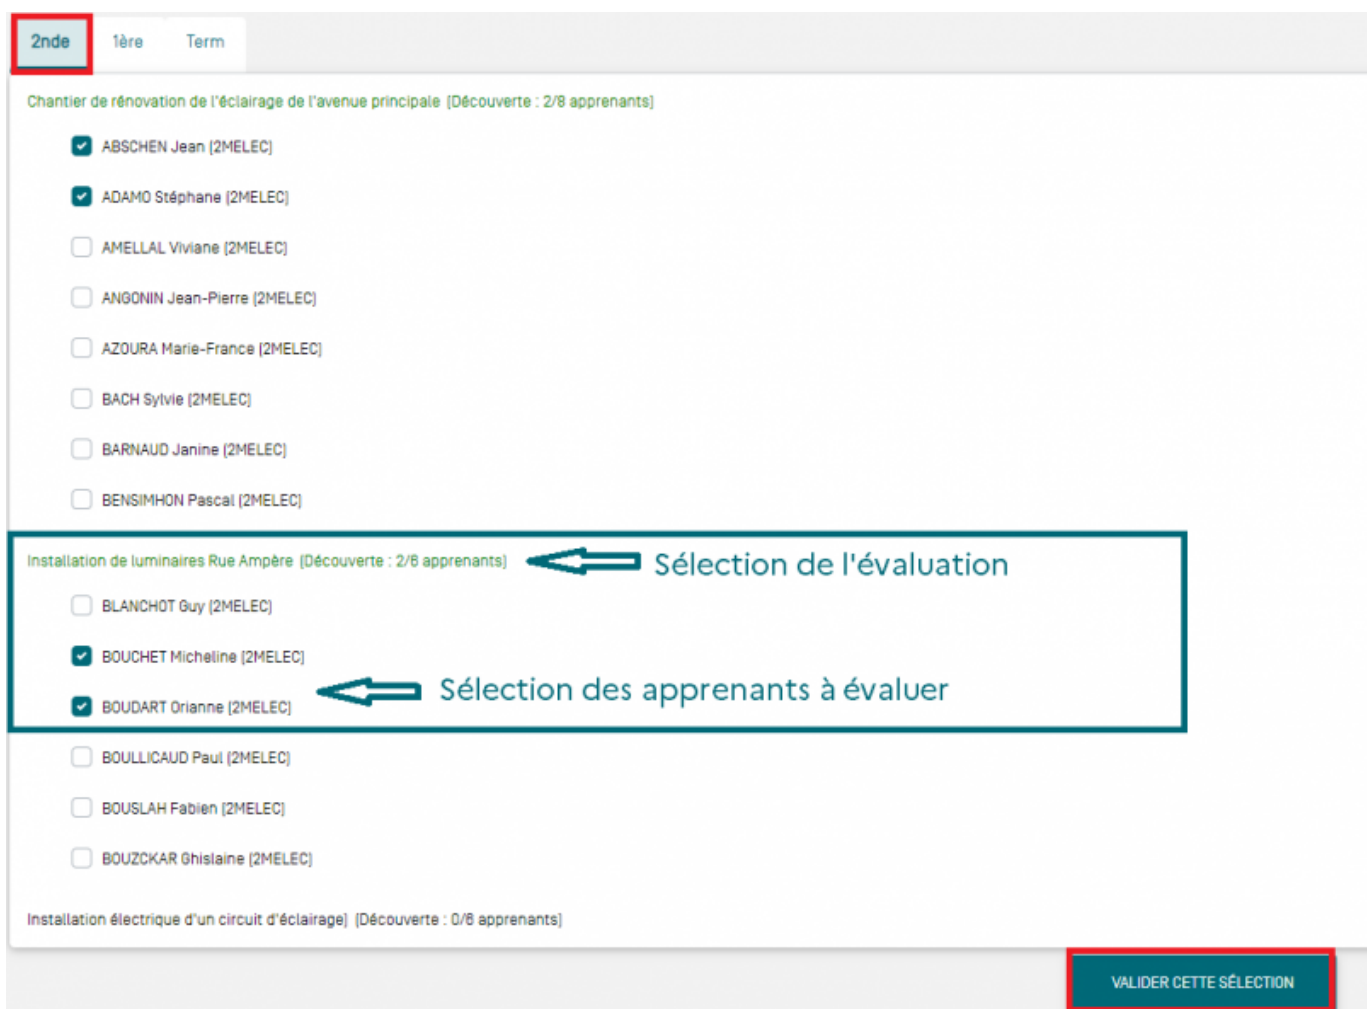 2nde 1ère Term
Chantier de rénovation de l'éclairage de l'avenue principale (Découverte : 2/8 apprenants)
ABSCHEN Jean (2MELEC)
ADAMO Stéphane (2MELEC)
AMELLAL Viviane (2MELEC)
ANGONIN Jean-Pierre (2MELEC)
AZOURA Marie-France (2MELEC)
BACH Sylvie (2MELEC)
BARNAUD Janine (2MELEC)
BENSIMHON Pascal (2MELEC)
Installation de luminaires Rue Ampère (Découverte : 2/6 apprenants) Sélection de l'évaluation
BLANCHOT Guy (2MELEC)
BOUCHET Micheline (2MELEC)
Sélection des apprenants à évaluer
BOUDART Orianne (2MELEC)
BOULLICAUD Paul (2MELEC)
BOUSLAH Fabien (2MELEC)
BOUZCKAR Ghislaine (2MELEC)
Installation électrique d'un circuit d'éclairage) (Découverte : 0/6 apprenants)
VALIDER CETTE SÉLECTION